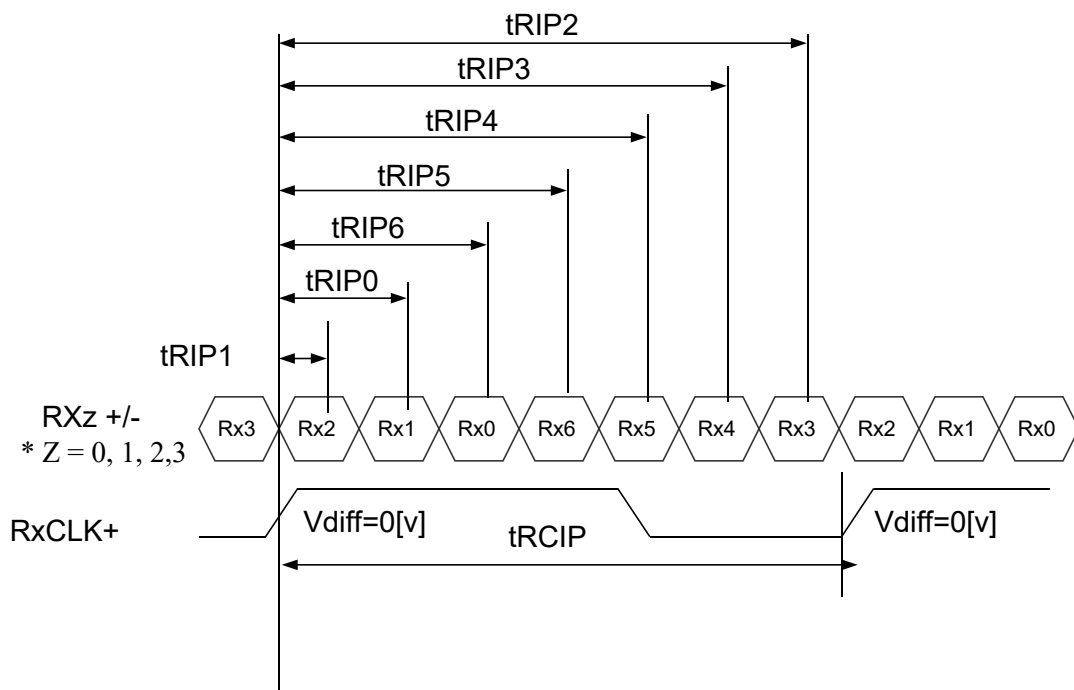 tRIP2
tRIP3
tRIP4
tRIP5
tRIP6
tRIP0
tRIP1
RXz +/-
* Z = 0, 1, 2,3
Rx3 Rx2 Rx1 Rx0 Rx6 Rx5 Rx4 Rx3 Rx2 Rx1 Rx0
RxCLK+
Vdiff=0[v] Vdiff=0[v]
tRCIP